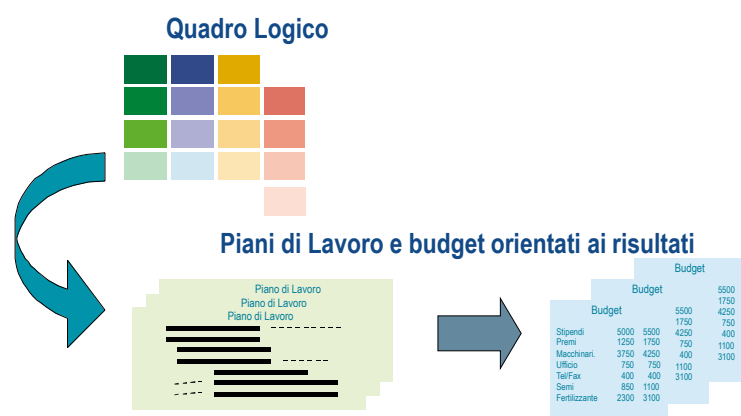 Quadro Logico
Piani di Lavoro e budget orientati ai risultati
Piano di Lavoro
Piano di Lavoro
Piano di Lavoro
Budget
5500
1750
4250
750
400
1100
3100
Budget
5500
1750
4250
750
400
1100
3100
Budget
Stipendi 5000 5500
Premi 1250 1750
Macchinari. 3750 4250
Ufficio 750 750
Tel/Fax 400 400
Semi 850 1100
Fertilizzante 2300 3100